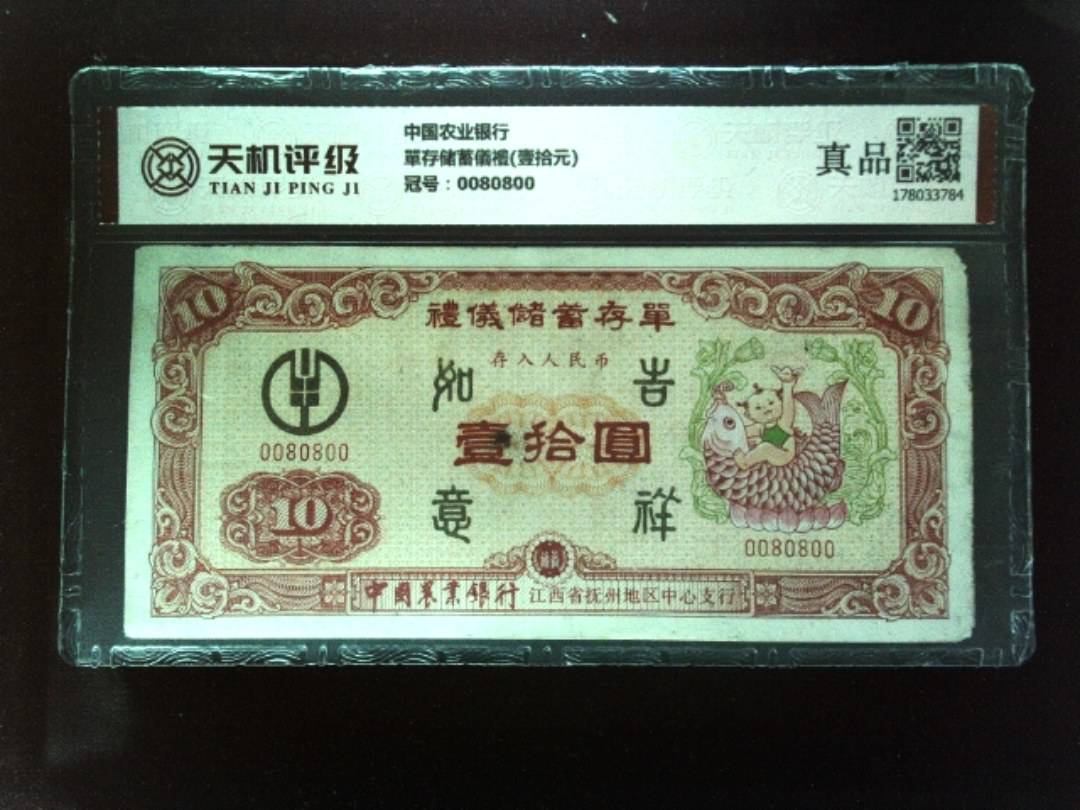 天机评级
TIAN JI PING JI
中国农业银行
單存储蓄儀禮(壹拾元)
冠号：0080800
真品
178033784
10
10
禮儀儲蓄存單
存入人民币
如
吉
0080800
壹拾圓
10
意
祥
0080800
中國農業銀行 江西省抚州地区中心支行